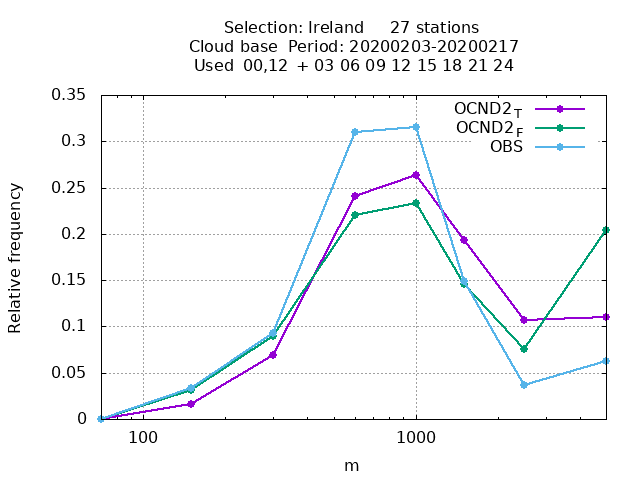 Selection: Ireland 27 stations
Cloud base Period: 20200203-20200217
Used 00,12 + 03 06 09 12 15 18 21 24
OCND2T
OCND2F
OBS
0.35
0.3
0.25
0.2
0.15
0.1
0.05
0
Relative frequency
100 1000
m